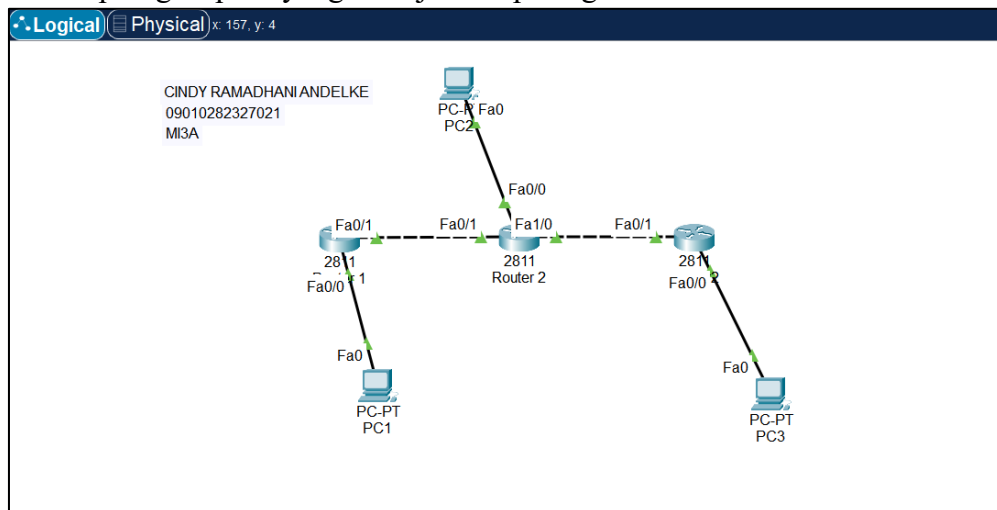 Logical Physical x: 157, y: 4
CINDY RAMADHANI ANDELKE
09010282327021
MI3A
Fa0
PC2
Fa0/0
Fa0/1
Fa0/1
Fa1/0
Fa0/1
2811
2811
Router 2
2811
Fa0/0
1
Fa0/0
2
Fa0
PC-PT
PC1
Fa0
PC-PT
PC3